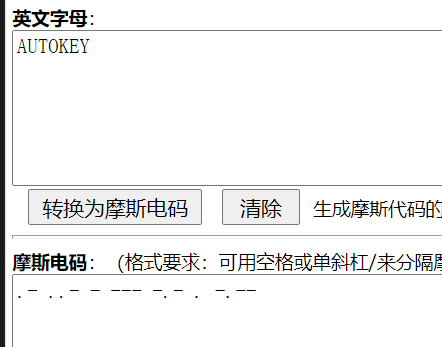 英文字母:
AUTOKEY
转换为摩斯电码 清除 生成摩斯代码的
摩斯电码: (格式要求: 可用空格或单斜杠/来分隔
.- ..- - --- -.- . -.--